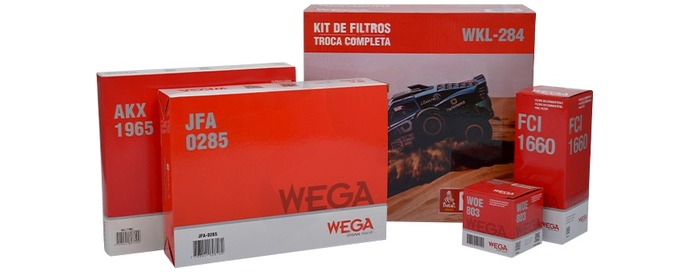 KIT DE FILTROS
TROCA COMPLETA
WKL-284
AKX
1965
JFA
0285
WEGA
WEGA
JFA-0285
FCI
1660
FCI
1660
WOE
803
WOE
803
WEGA
WEGA